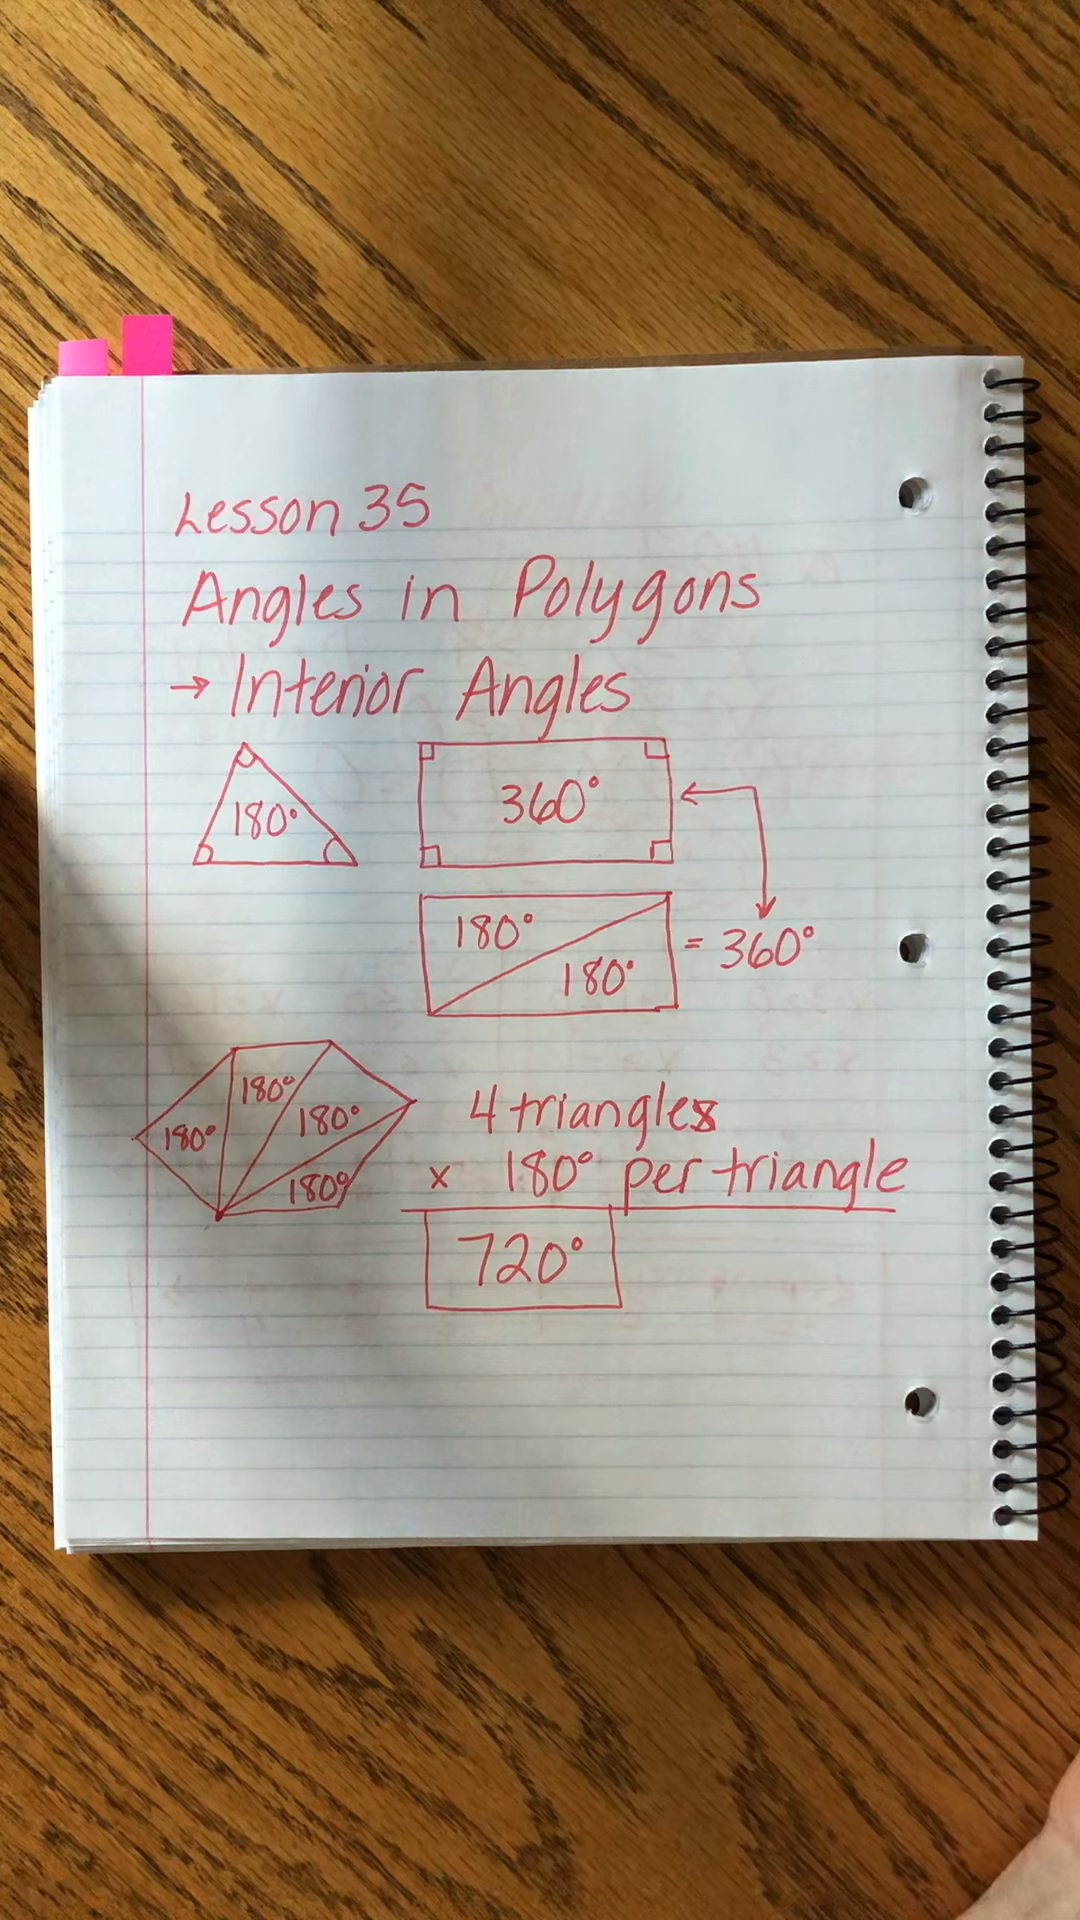 Lesson 35
Angles in Polygons
→ Interior Angles
180°
360°
180°
180°
= 360°
180°
180°
180°
180°
4 triangles
x 180° per triangle
720°